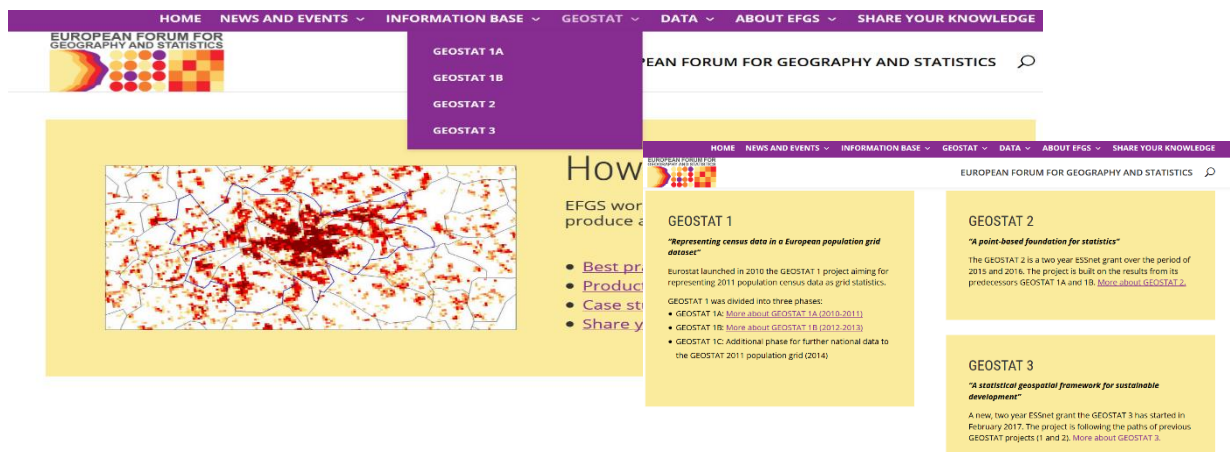 HOME NEWS AND EVENTS INFORMATION BASE GEOSTAT DATA ABOUT EFGS SHARE YOUR KNOWLEDGE
EUROPEAN FORUM FOR
GEOGRAPHY AND STATISTICS
GEOSTAT 1A
GEOSTAT 1B
GEOSTAT 2
GEOSTAT 3
EAN FORUM FOR GEOGRAPHY AND STATISTICS
How
EFGS wor
produce a
• Best pra
• Product
• Case stu
• Share y
HOME NEWS AND EVENTS INFORMATION BASE GEOSTAT DATA ABOUT EFGS SHARE YOUR KNOWLEDGE
EUROPEAN FORUM FOR
GEOGRAPHY AND STATISTICS
EUROPEAN FORUM FOR GEOGRAPHY AND STATISTICS
GEOSTAT 1
"Representing census data in a European population grid
dataset"
Eurostat launched in 2010 the GEOSTAT 1 project aiming for
representing 2011 population census data as grid statistics.
GEOSTAT 1 was divided into three phases:
• GEOSTAT 1A: More about GEOSTAT 1A (2010-2011)
• GEOSTAT 1B: More about GEOSTAT 1B (2012-2013)
• GEOSTAT 1C: Additional phase for further national data to
the GEOSTAT 2011 population grid (2014)
GEOSTAT 2
"A point-based foundation for statistics"
The GEOSTAT 2 is a two year ESSnet grant over the period of
2015 and 2016. The project is built on the results from its
predecessors GEOSTAT 1A and 1B. More about GEOSTAT 2.
GEOSTAT 3
"A statistical geospatial framework for sustainable
development"
A new, two year ESSnet grant the GEOSTAT 3 has started in
February 2017. The project is following the paths of previous
GEOSTAT projects (1 and 2). More about GEOSTAT 3.